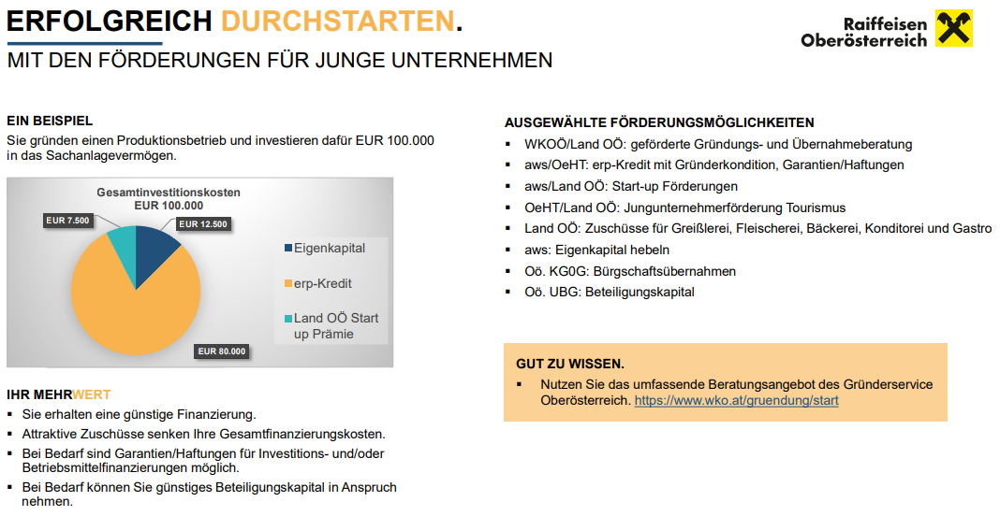 ERFOLGREICH DURCHSTARTEN.
MIT DEN FÖRDERUNGEN FÜR JUNGE UNTERNEHMEN
Raiffeisen
Oberösterreich
EIN BEISPIEL
Sie gründen einen Produktionsbetrieb und investieren dafür EUR 100.000
in das Sachanlagevermögen.
Gesamtinvestitionskosten
EUR 100.000
EUR 7.500
EUR 12.500
EUR 80.000
Eigenkapital
erp-Kredit
Land OÖ Start
up Prämie
IHR MEHRWERT
▪ Sie erhalten eine günstige Finanzierung.
▪ Attraktive Zuschüsse senken Ihre Gesamtfinanzierungskosten.
▪ Bei Bedarf sind Garantien/Haftungen für Investitions- und/oder
Betriebsmittelfinanzierungen möglich.
▪ Bei Bedarf können Sie günstiges Beteiligungskapital in Anspruch
nehmen.
AUSGEWÄHLTE FÖRDERUNGSMÖGLICHKEITEN
▪ WKOÖ/Land OÖ: geförderte Gründungs- und Übernahmeberatung
▪ aws/OeHT: erp-Kredit mit Gründerkondition, Garantien/Haftungen
▪ aws/Land OÖ: Start-up Förderungen
▪ OeHT/Land OÖ: Jungunternehmerförderung Tourismus
▪ Land OÖ: Zuschüsse für Greißlerei, Fleischerei, Bäckerei, Konditorei und Gastro
▪ aws: Eigenkapital hebeln
▪ Oö. KG0G: Bürgschaftsübernahmen
▪ Oö. UBG: Beteiligungskapital
GUT ZU WISSEN.
▪ Nutzen Sie das umfassende Beratungsangebot des Gründerservice
Oberösterreich. https://www.wko.at/gruendung/start